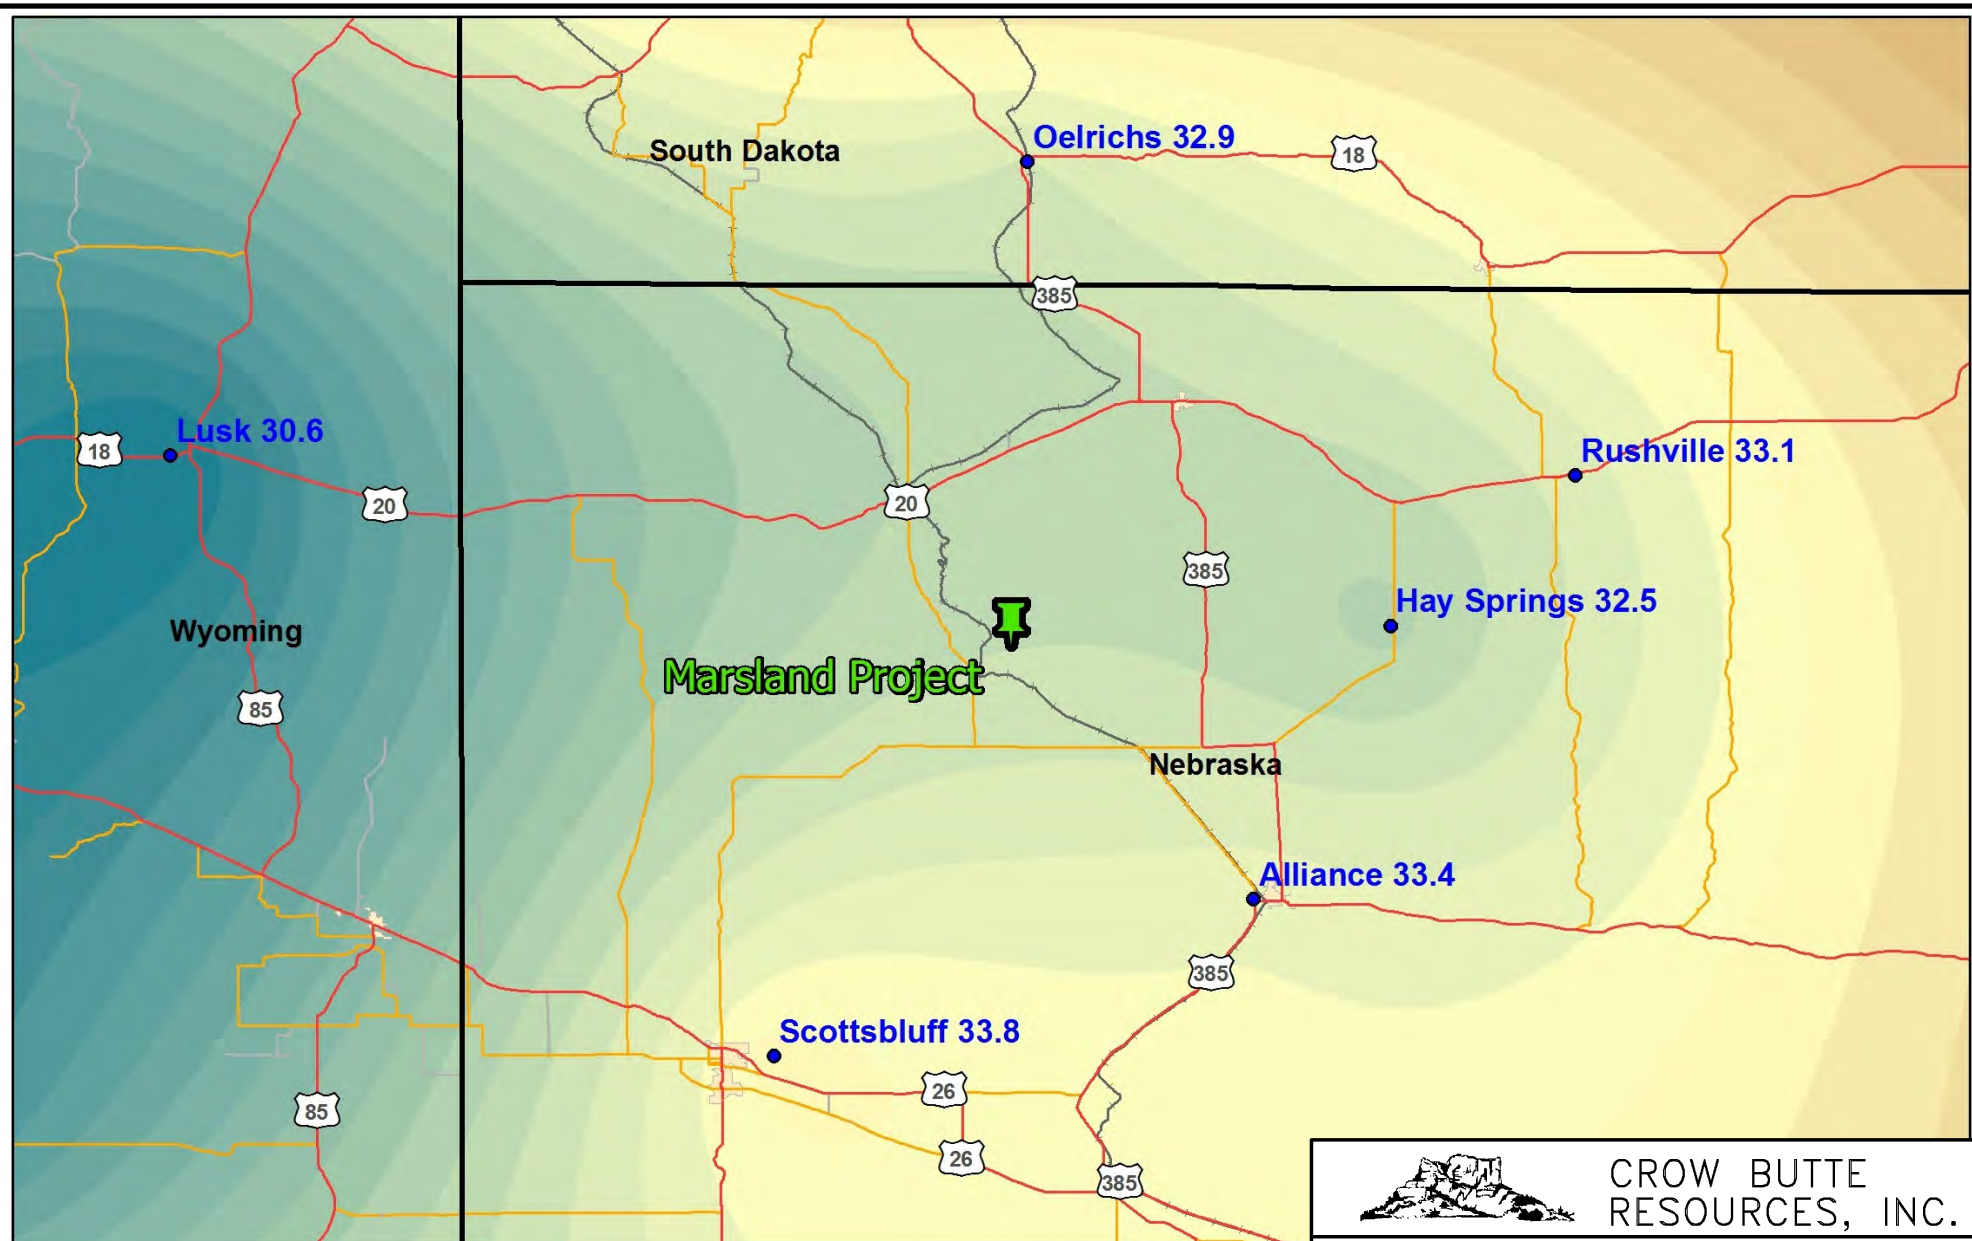 South Dakota
Oelrichs 32.9
18
385
Lusk 30.6
18
20
20
Rushville 33.1
385
Hay Springs 32.5
Wyoming
Marsland Project
85
Nebraska
Alliance 33.4
385
Scottsbluff 33.8
26
85
26
385
CROW BUTTE
RESOURCES, INC.